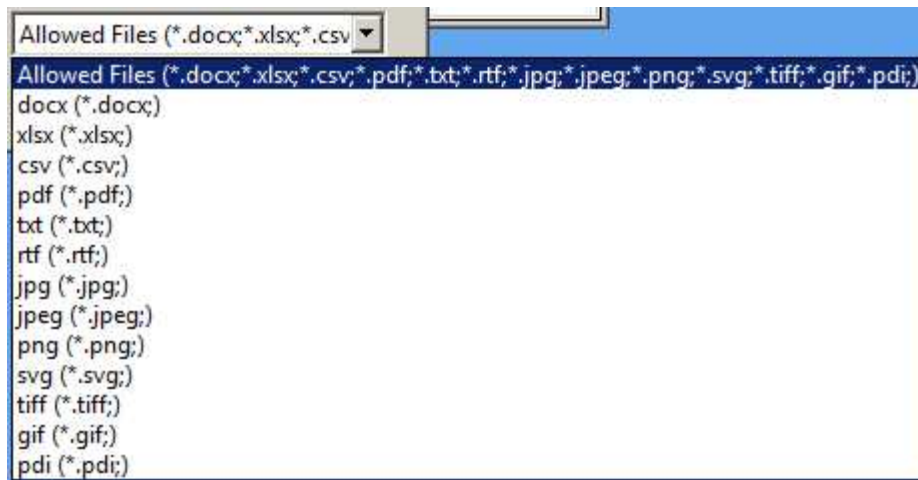 Allowed Files (*.docx;*.xlsx;*.csv
Allowed Files (*.docx;*.xlsx;*.csv;*.pdf;*.txt;*.rtf;*.jpg;*.jpeg;*.png;*.svg;*.tiff;*.gif;*.pdi;)
docx (*.docx;)
xlsx (*.xlsx;)
csv (*.csv;)
pdf (*.pdf;)
txt (*.txt;)
rtf (*.rtf;)
jpg (*.jpg;)
jpeg (*.jpeg;)
png (*.png;)
svg (*.svg;)
tiff (*.tiff;)
gif (*.gif;)
pdi (*.pdi;)